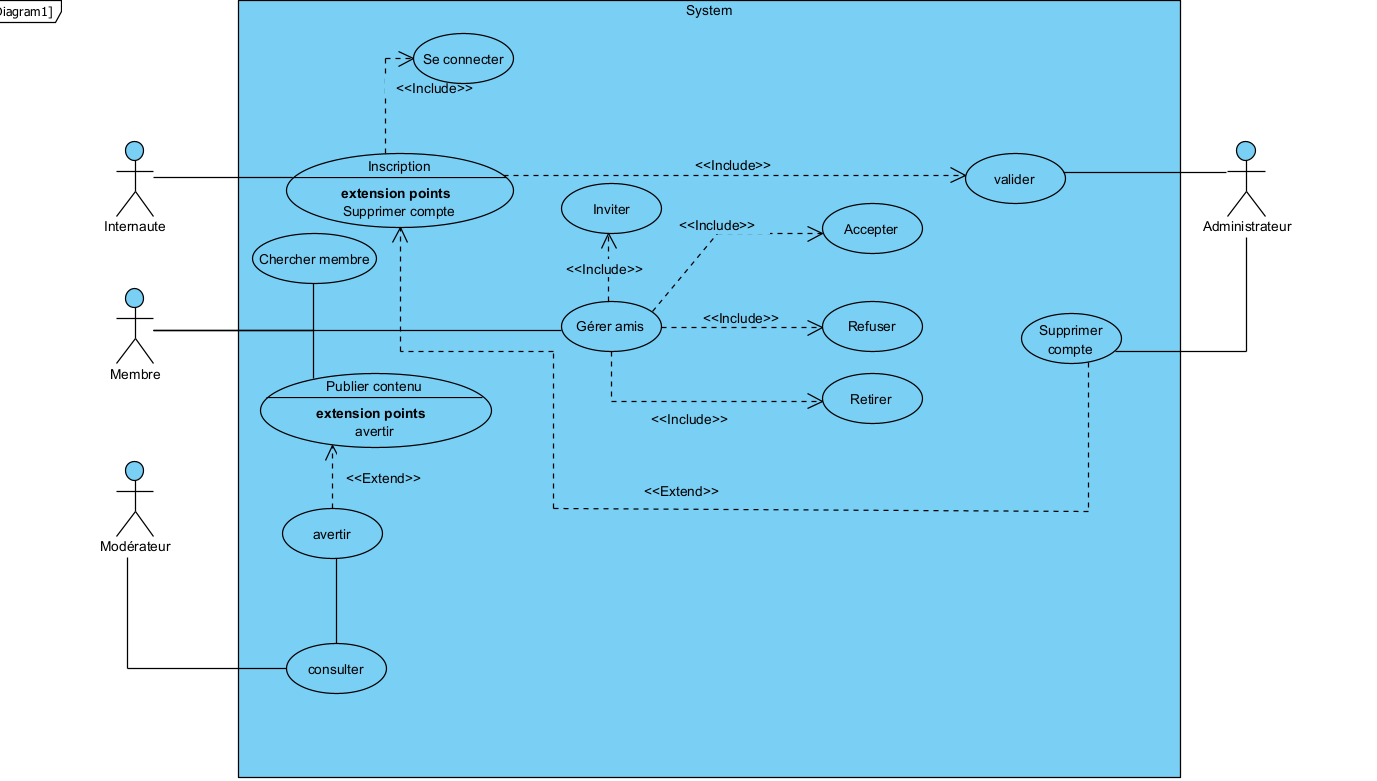 Diagram1]
System
Se connecter
<<Include>>
Inscription
extension points
Supprimer compte
<<Include>>
valider
Internaute
Administrateur
Inviter
<<Include>>
Accepter
Chercher membre
<<Include>>
Membre
Gérer amis
<<Include>>
Refuser
Supprimer
compte
Publier contenu
extension points
avertir
Retirer
<<Include>>
<<Extend>>
<<Extend>>
avertir
Modérateur
consulter